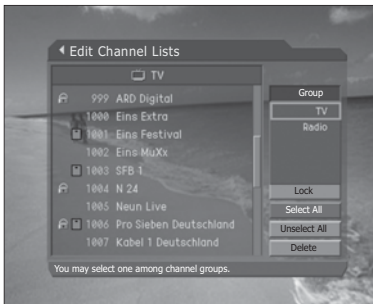 Edit Channel Lists
TV
999 ARD Digital
1000 Eins Extra
1001 Eins Festival
1002 Eins MuXx
1003 SFB 1
1004 N 24
1005 Neun Live
1006 Pro Sieben Deutschland
1007 Kabel 1 Deutschland
Group
TV
Radio
Lock
Select All
Unselect All
Delete
You may select one among channel groups.